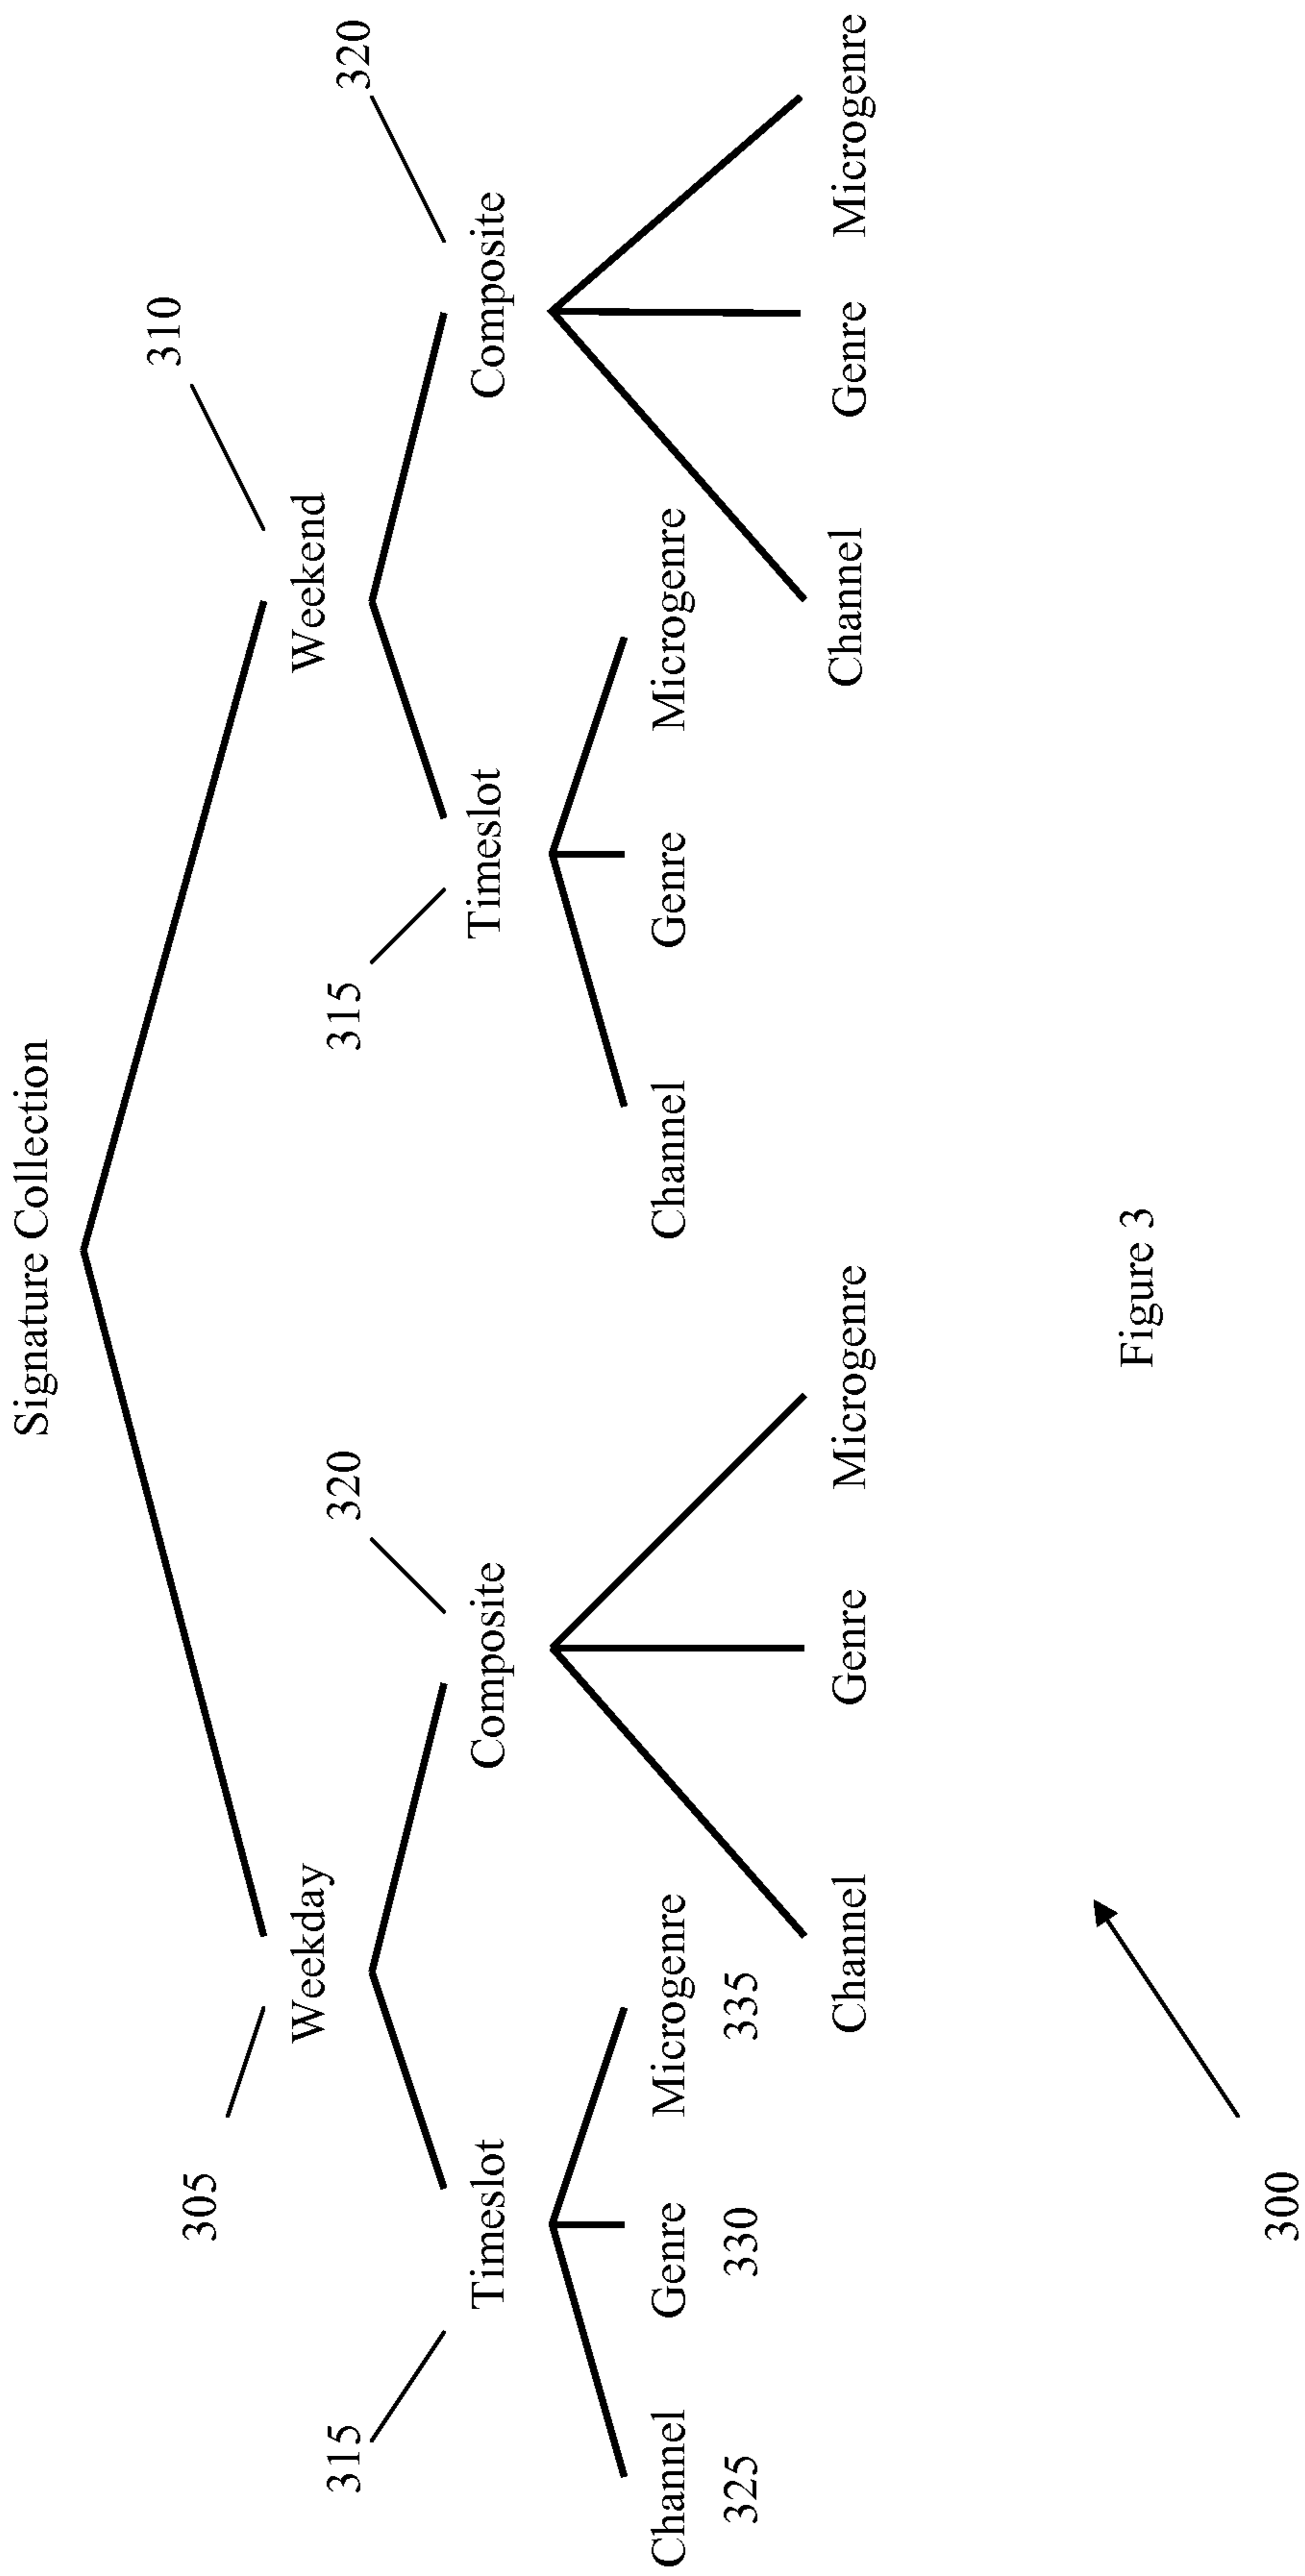 Signature Collection
310
305
Weekday
Weekend
315
320
315
320
Timeslot
Composite
Timeslot
Composite
Channel
Genre
Microgenre
Channel
Genre
Microgenre
325
330
335
Channel
Genre
Microgenre
Channel
Genre
Microgenre
Figure 3
300